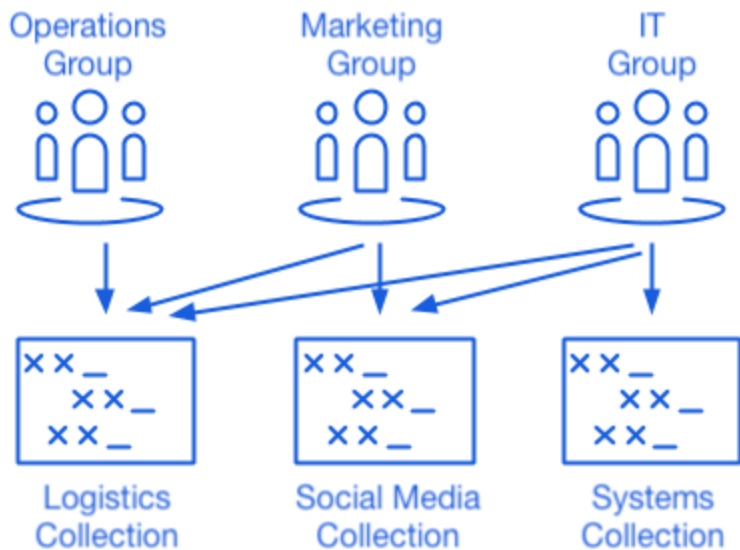 Operations
Group
Marketing
Group
IT
Group
××_
××_
××_
××_
××_
××_
××_
××_
××_
Logistics
Collection
Social Media
Collection
Systems
Collection